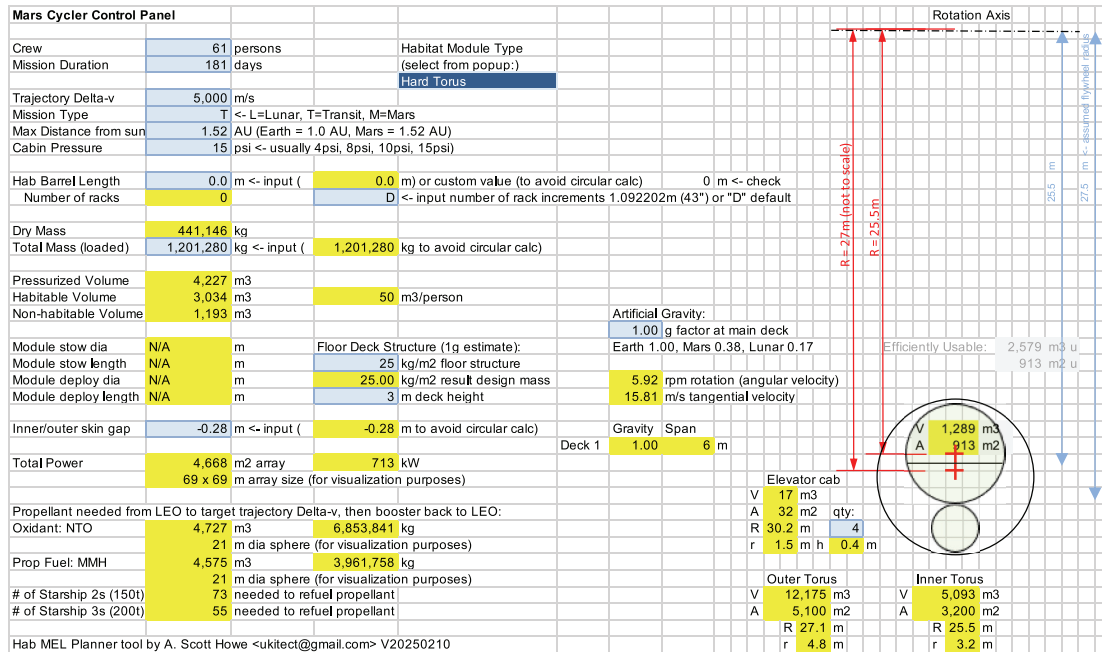 Mars Cycler Control Panel
Rotation Axis
Crew 61 persons Habitat Module Type
Mission Duration 181 days (select from popup:)
Hard Torus
Trajectory Delta-v 5,000 m/s
Mission Type T <- L=Lunar, T=Transit, M=Mars
Max Distance from sun 1.52 AU (Earth = 1.0 AU, Mars = 1.52 AU)
Cabin Pressure 15 psi <- usually 4psi, 8psi, 10psi, 15psi)
Hab Barrel Length 0.0 m <- input ( 0.0 m) or custom value (to avoid circular calc) 0 m <- check
Number of racks 0 D <- input number of rack increments 1.092202m (43") or "D" default
Dry Mass 441,146 kg
Total Mass (loaded) 1,201,280 kg <- input ( 1,201,280 kg to avoid circular calc)
Pressurized Volume 4,227 m3
Habitable Volume 3,034 m3 50 m3/person
Non-habitable Volume 1,193 m3
Artificial Gravity:
1.00 g factor at main deck
Earth 1.00, Mars 0.38, Lunar 0.17
Module stow dia N/A m Floor Deck Structure (1g estimate):
Module stow length N/A m 25 kg/m2 floor structure
Module deploy dia N/A m 25.00 kg/m2 result design mass 5.92 rpm rotation (angular velocity)
Module deploy length N/A m 3 m deck height 15.81 m/s tangential velocity
Inner/outer skin gap -0.28 m <- input ( -0.28 m to avoid circular calc)
Gravity Span
Deck 1 1.00 6 m
Total Power 4,668 m2 array 713 kW
69 x 69 m array size (for visualization purposes)
Propellant needed from LEO to target trajectory Delta-v, then booster back to LEO:
Oxidant: NTO 4,727 m3 6,853,841 kg
21 m dia sphere (for visualization purposes)
Prop Fuel: MMH 4,575 m3 3,961,758 kg
21 m dia sphere (for visualization purposes)
# of Starship 2s (150t) 73 needed to refuel propellant
# of Starship 3s (200t) 55 needed to refuel propellant
Hab MEL Planner tool by A. Scott Howe <ukitect@gmail.com> V20250210
R = 27m (not to scale)
R = 25.5m
25.5 m
27.5 m <- assumed flywheel radius
Efficiently Usable: 2,579 m3 u
913 m2 u
V 1,289 m3
A 913 m2
Elevator cab
V 17 m3
A 32 m2 qty:
R 30.2 m 4
r 1.5 m h 0.4 m
Outer Torus
V 12,175 m3
A 5,100 m2
R 27.1 m
r 4.8 m
Inner Torus
V 5,093 m3
A 3,200 m2
R 25.5 m
r 3.2 m